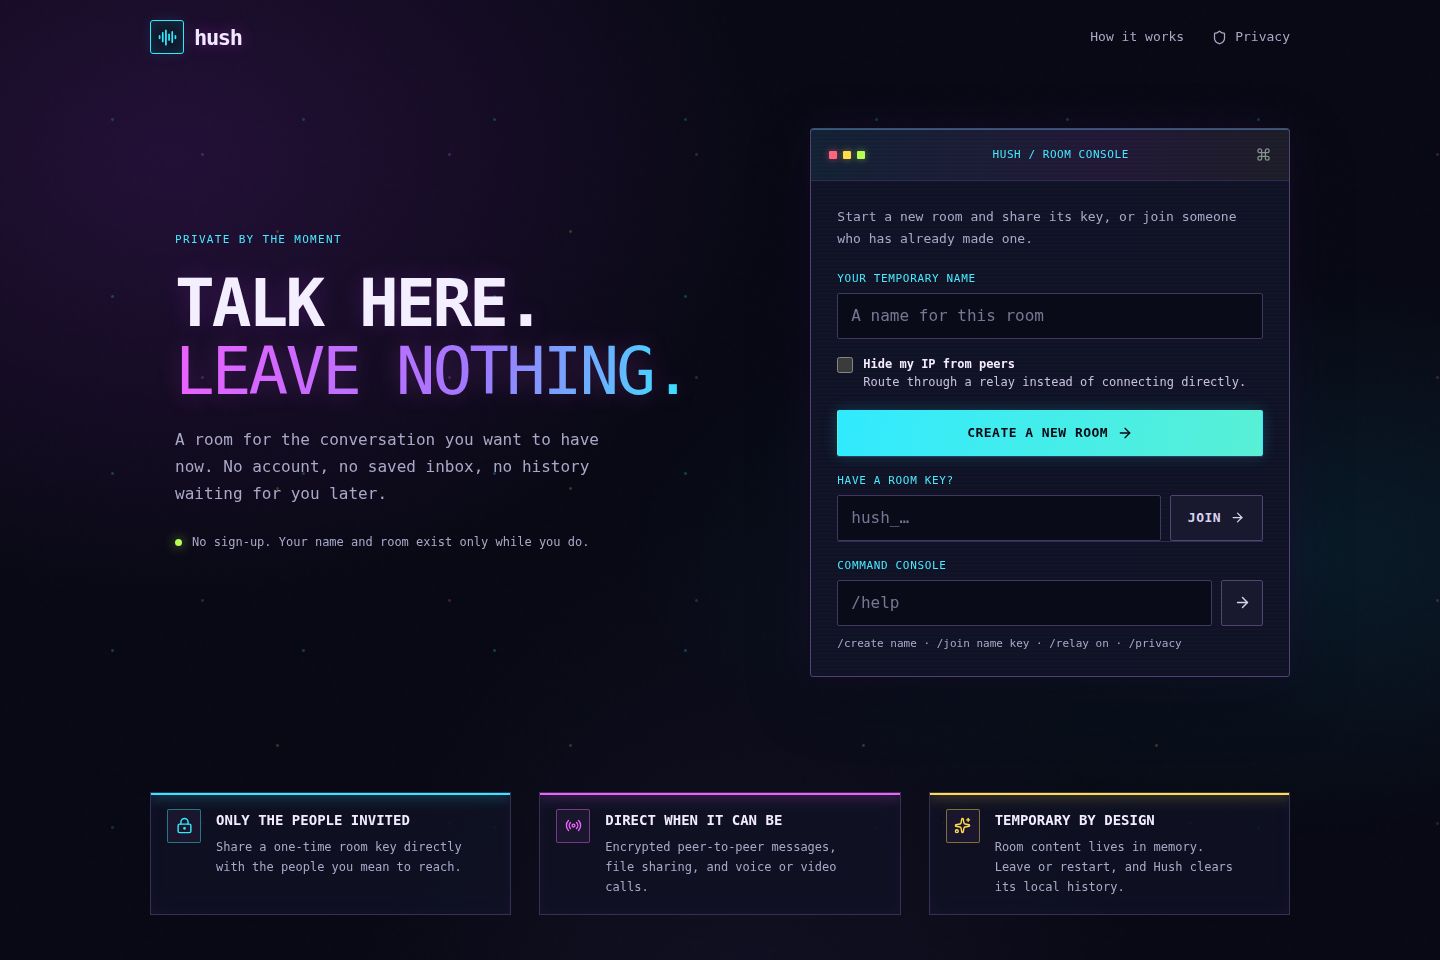 hush
How it works
Privacy
PRIVATE BY THE MOMENT
TALK HERE.
LEAVE NOTHING.
A room for the conversation you want to have
now. No account, no saved inbox, no history
waiting for you later.
No sign-up. Your name and room exist only while you do.
HUSH / ROOM CONSOLE
⌘
Start a new room and share its key, or join someone
who has already made one.
YOUR TEMPORARY NAME
A name for this room
Hide my IP from peers
Route through a relay instead of connecting directly.
CREATE A NEW ROOM →
HAVE A ROOM KEY?
hush_…
JOIN →
COMMAND CONSOLE
/help
→
/create name · /join name key · /relay on · /privacy
ONLY THE PEOPLE INVITED
Share a one-time room key directly
with the people you mean to reach.
DIRECT WHEN IT CAN BE
Encrypted peer-to-peer messages,
file sharing, and voice or video
calls.
TEMPORARY BY DESIGN
Room content lives in memory.
Leave or restart, and Hush clears
its local history.